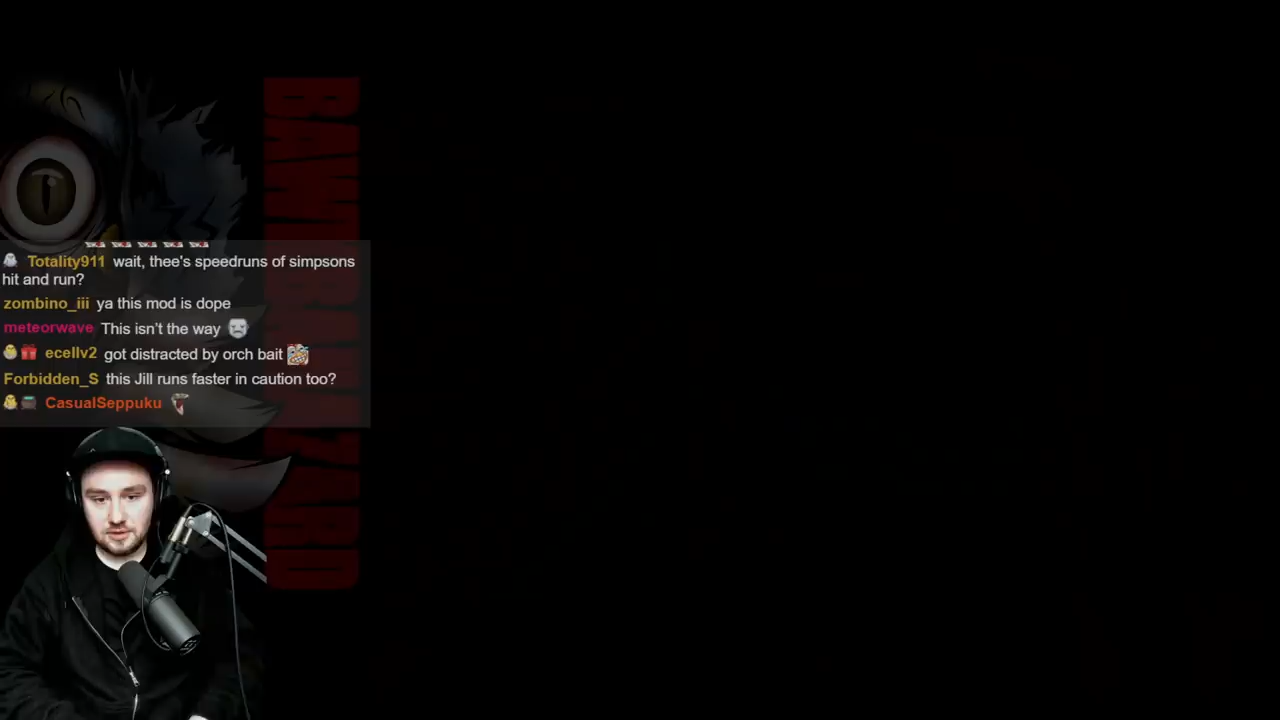 Totality911 wait, thee's speedruns of simpsons
hit and run?
zombino_iii ya this mod is dope
meteorwave This isn't the way
ecellv2 got distracted by orch bait
Forbidden_S this Jill runs faster in caution too?
CasualSeppuku